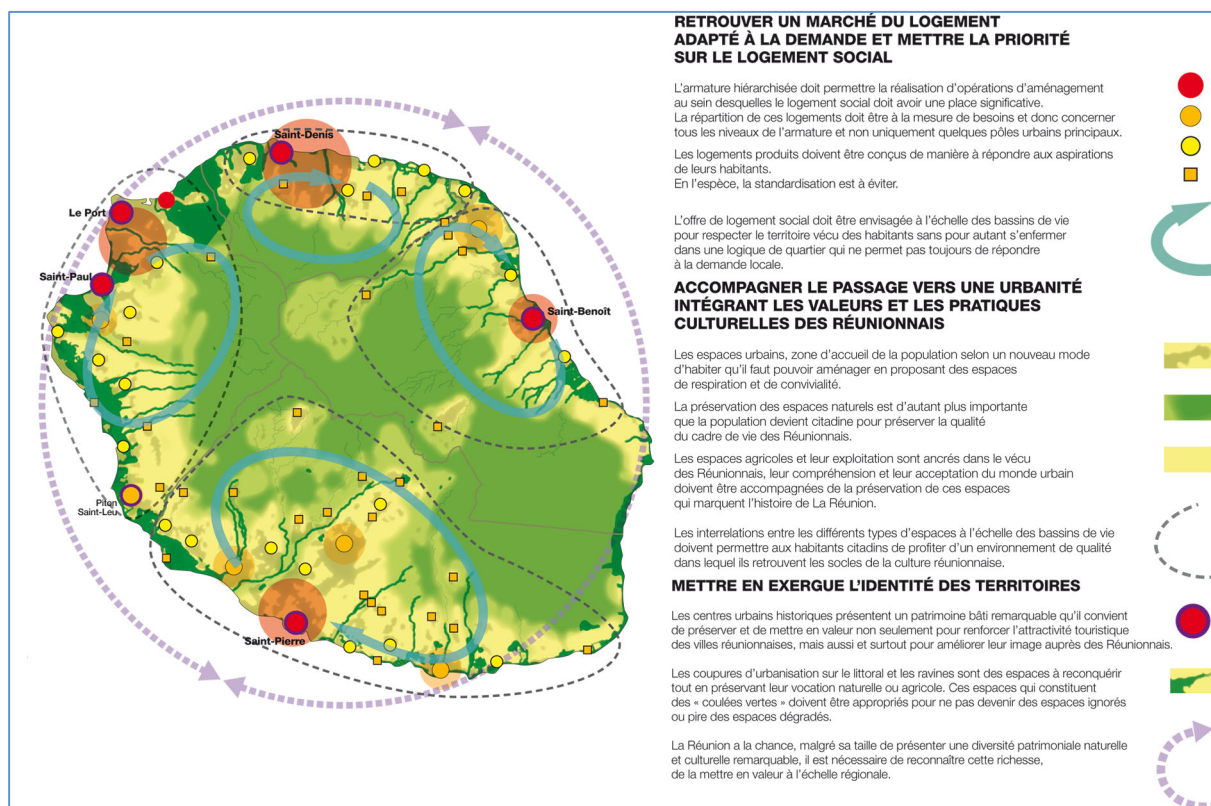 Saint-Denis
Le Port
Saint-Paul
Saint-Benoît
Piton
Saint-Leu
Saint-Pierre
RETROUVER UN MARCHÉ DU LOGEMENT
ADAPTÉ À LA DEMANDE ET METTRE LA PRIORITÉ
SUR LE LOGEMENT SOCIAL
L'armature hiérarchisée doit permettre la réalisation d'opérations d'aménagement
au sein desquelles le logement social doit avoir une place significative.
La répartition de ces logements doit être à la mesure de besoins et donc concerner
tous les niveaux de l'armature et non uniquement quelques pôles urbains principaux.
Les logements produits doivent être conçus de manière à répondre aux aspirations
de leurs habitants.
En l'espèce, la standardisation est à éviter.
L'offre de logement social doit être envisagée à l'échelle des bassins de vie
pour respecter le territoire vécu des habitants sans pour autant s'enfermer
dans une logique de quartier qui ne permet pas toujours de répondre
à la demande locale.
ACCOMPAGNER LE PASSAGE VERS UNE URBANITÉ
INTÉGRANT LES VALEURS ET LES PRATIQUES
CULTURELLES DES RÉUNIONNAIS
Les espaces urbains, zone d'accueil de la population selon un nouveau mode
d'habiter qu'il faut pouvoir aménager en proposant des espaces
de respiration et de convivialité.
La préservation des espaces naturels est d'autant plus importante
que la population devient citadine pour préserver la qualité
du cadre de vie des Réunionnais.
Les espaces agricoles et leur exploitation sont ancrés dans le vécu
des Réunionnais, leur compréhension et leur acceptation du monde urbain
doivent être accompagnées de la préservation de ces espaces
qui marquent l'histoire de La Réunion.
Les interrelations entre les différents types d'espaces à l'échelle des bassins de vie
doivent permettre aux habitants citadins de profiter d'un environnement de qualité
dans lequel ils retrouvent les socles de la culture réunionnaise.
METTRE EN EXERGUE L'IDENTITÉ DES TERRITOIRES
Les centres urbains historiques présentent un patrimoine bâti remarquable qu'il convient
de préserver et de mettre en valeur non seulement pour renforcer l'attractivité touristique
des villes réunionnaises, mais aussi et surtout pour améliorer leur image auprès des Réunionnais.
Les coupures d'urbanisation sur le littoral et les ravines sont des espaces à reconquérir
tout en préservant leur vocation naturelle ou agricole. Ces espaces qui constituent
des « coulées vertes » doivent être appropriés pour ne pas devenir des espaces ignorés
ou pire des espaces dégradés.
La Réunion a la chance, malgré sa taille de présenter une diversité patrimoniale naturelle
et culturelle remarquable, il est nécessaire de reconnaître cette richesse,
de la mettre en valeur à l'échelle régionale.